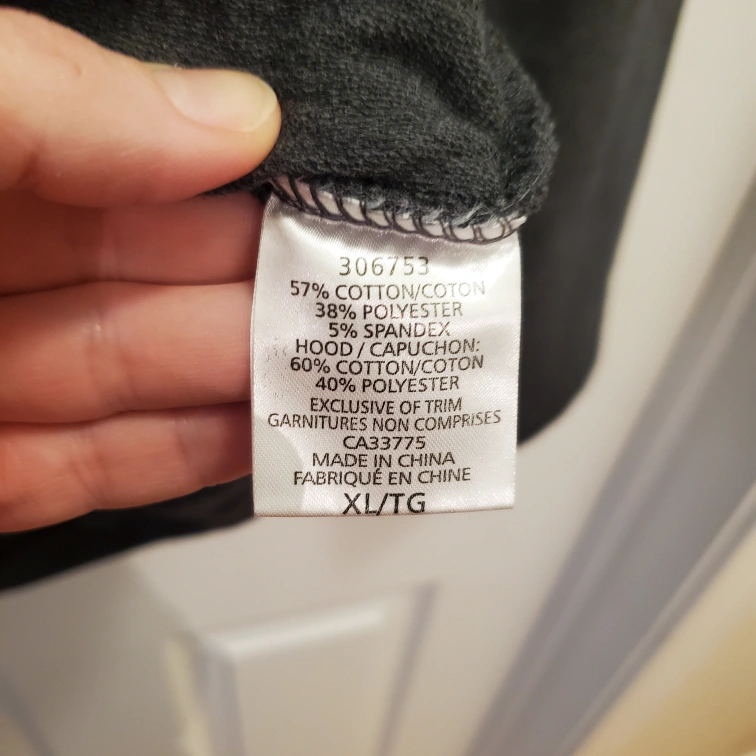 306753
57% COTTON/COTON
38% POLYESTER
5% SPANDEX
HOOD / CAPUCHON:
60% COTTON/COTON
40% POLYESTER
EXCLUSIVE OF TRIM
GARNITURES NON COMPRISES
CA33775
MADE IN CHINA
FABRIQUÉ EN CHINE
XL/TG